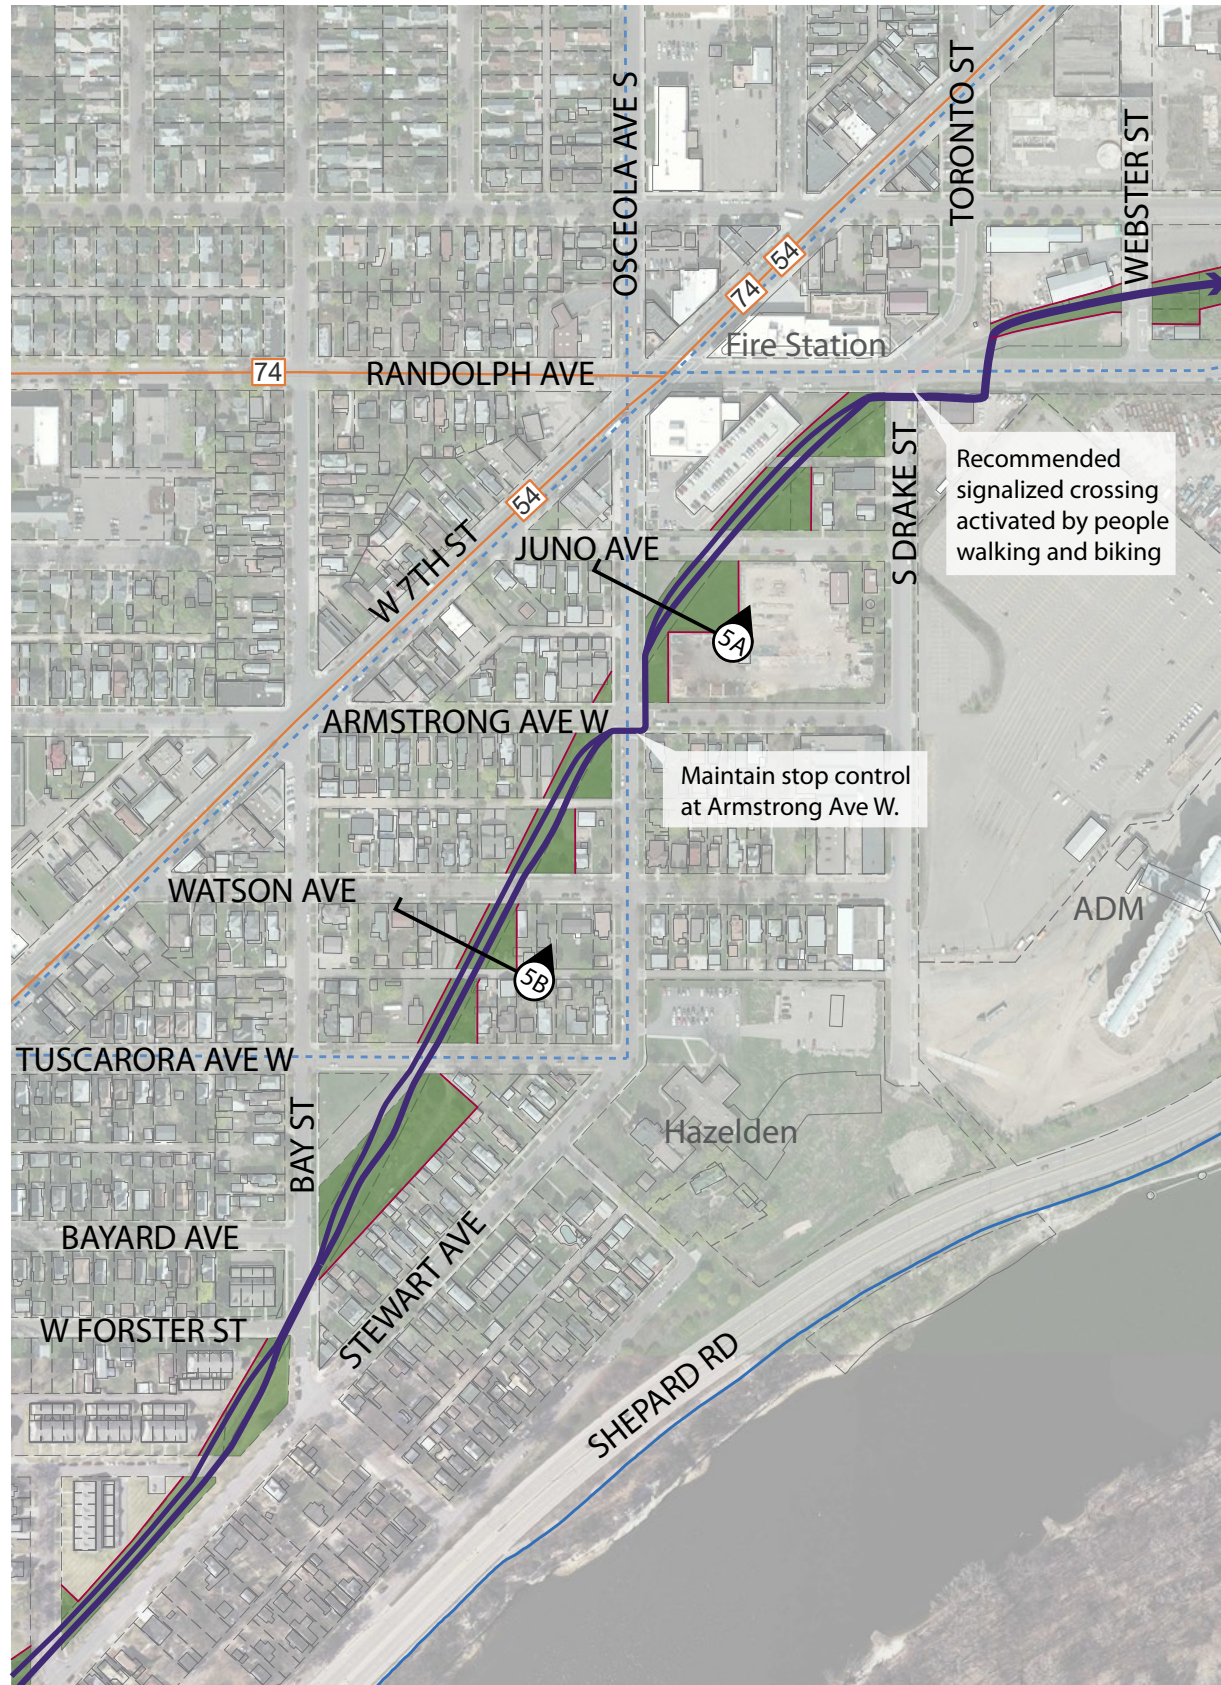 OSCEOLA AVE S
TORONTO ST
WEBSTER ST
54
74
Fire Station
74
RANDOLPH AVE
S DRAKE ST
Recommended
signalized crossing
activated by people
walking and biking
54
W 7TH ST
JUNO AVE
5A
ARMSTRONG AVE W
Maintain stop control
at Armstrong Ave W.
WATSON AVE
ADM
5B
TUSCARORA AVE W
BAY ST
Hazelden
BAYARD AVE
STEWART AVE
W FORSTER ST
SHEPARD RD